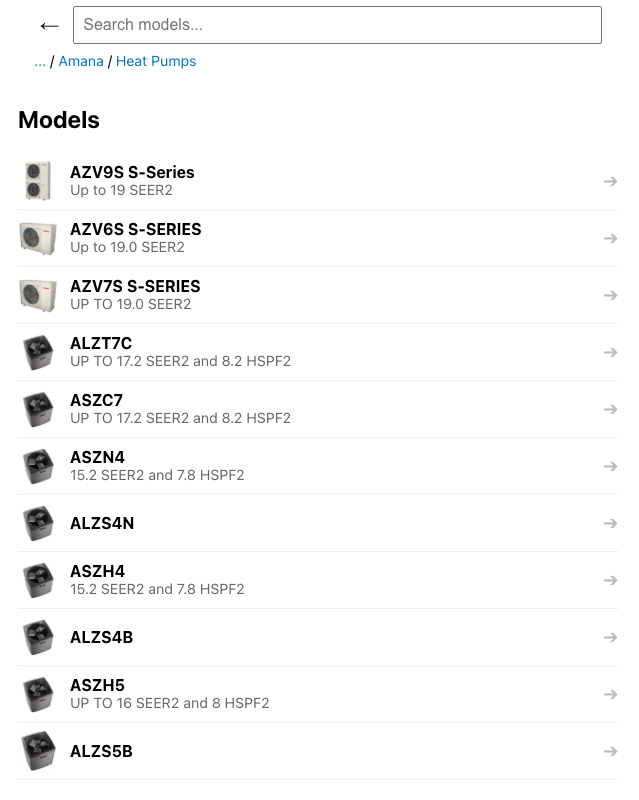 ←
Search models...
... / Amana / Heat Pumps
Models
AZV9S S-Series
Up to 19 SEER2
AZV6S S-SERIES
Up to 19.0 SEER2
AZV7S S-SERIES
UP TO 19.0 SEER2
ALZT7C
UP TO 17.2 SEER2 and 8.2 HSPF2
ASZC7
UP TO 17.2 SEER2 and 8.2 HSPF2
ASZN4
15.2 SEER2 and 7.8 HSPF2
ALZS4N
ASZH4
15.2 SEER2 and 7.8 HSPF2
ALZS4B
ASZH5
UP TO 16 SEER2 and 8 HSPF2
ALZS5B